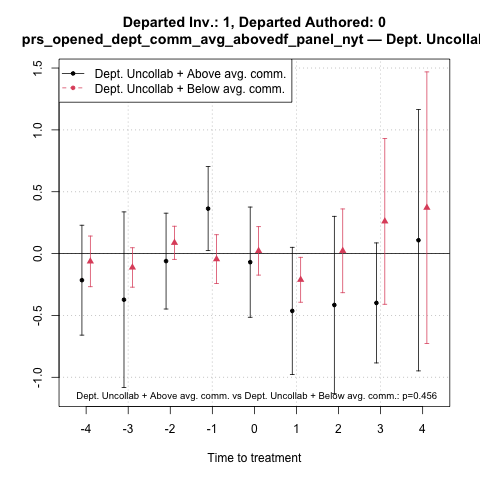 Departed Inv.: 1, Departed Authored: 0
prs_opened_dept_comm_avg_abovedf_panel_nyt — Dept. Uncollal
Dept. Uncollab + Above avg. comm.
Dept. Uncollab + Below avg. comm.
1.5
1.0
0.5
0.0
-0.5
-1.0
Dept. Uncollab + Above avg. comm. vs Dept. Uncollab + Below avg. comm.: p=0.456
-4 -3 -2 -1 0 1 2 3 4
Time to treatment